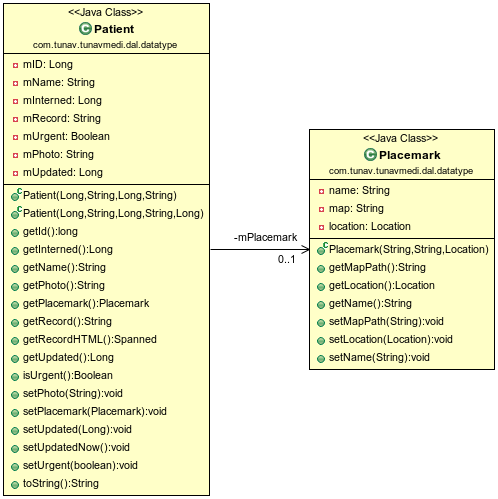 <<Java Class>>
Patient
com.tunav.tunavmedi.dal.datatype
mID: Long
mName: String
mInterned: Long
mRecord: String
mUrgent: Boolean
mPhoto: String
mUpdated: Long
Patient(Long,String,Long,String)
Patient(Long,String,Long,String,Long)
getId():long
getInterned():Long
getName():String
getPhoto():String
getPlacemark():Placemark
getRecord():String
getRecordHTML():Spanned
getUpdated():Long
isUrgent():Boolean
setPhoto(String):void
setPlacemark(Placemark):void
setUpdated(Long):void
setUpdatedNow():void
setUrgent(boolean):void
toString():String
-mPlacemark
0..1
<<Java Class>>
Placemark
com.tunav.tunavmedi.dal.datatype
name: String
map: String
location: Location
Placemark(String,String,Location)
getMapPath():String
getLocation():Location
getName():String
setMapPath(String):void
setLocation(Location):void
setName(String):void